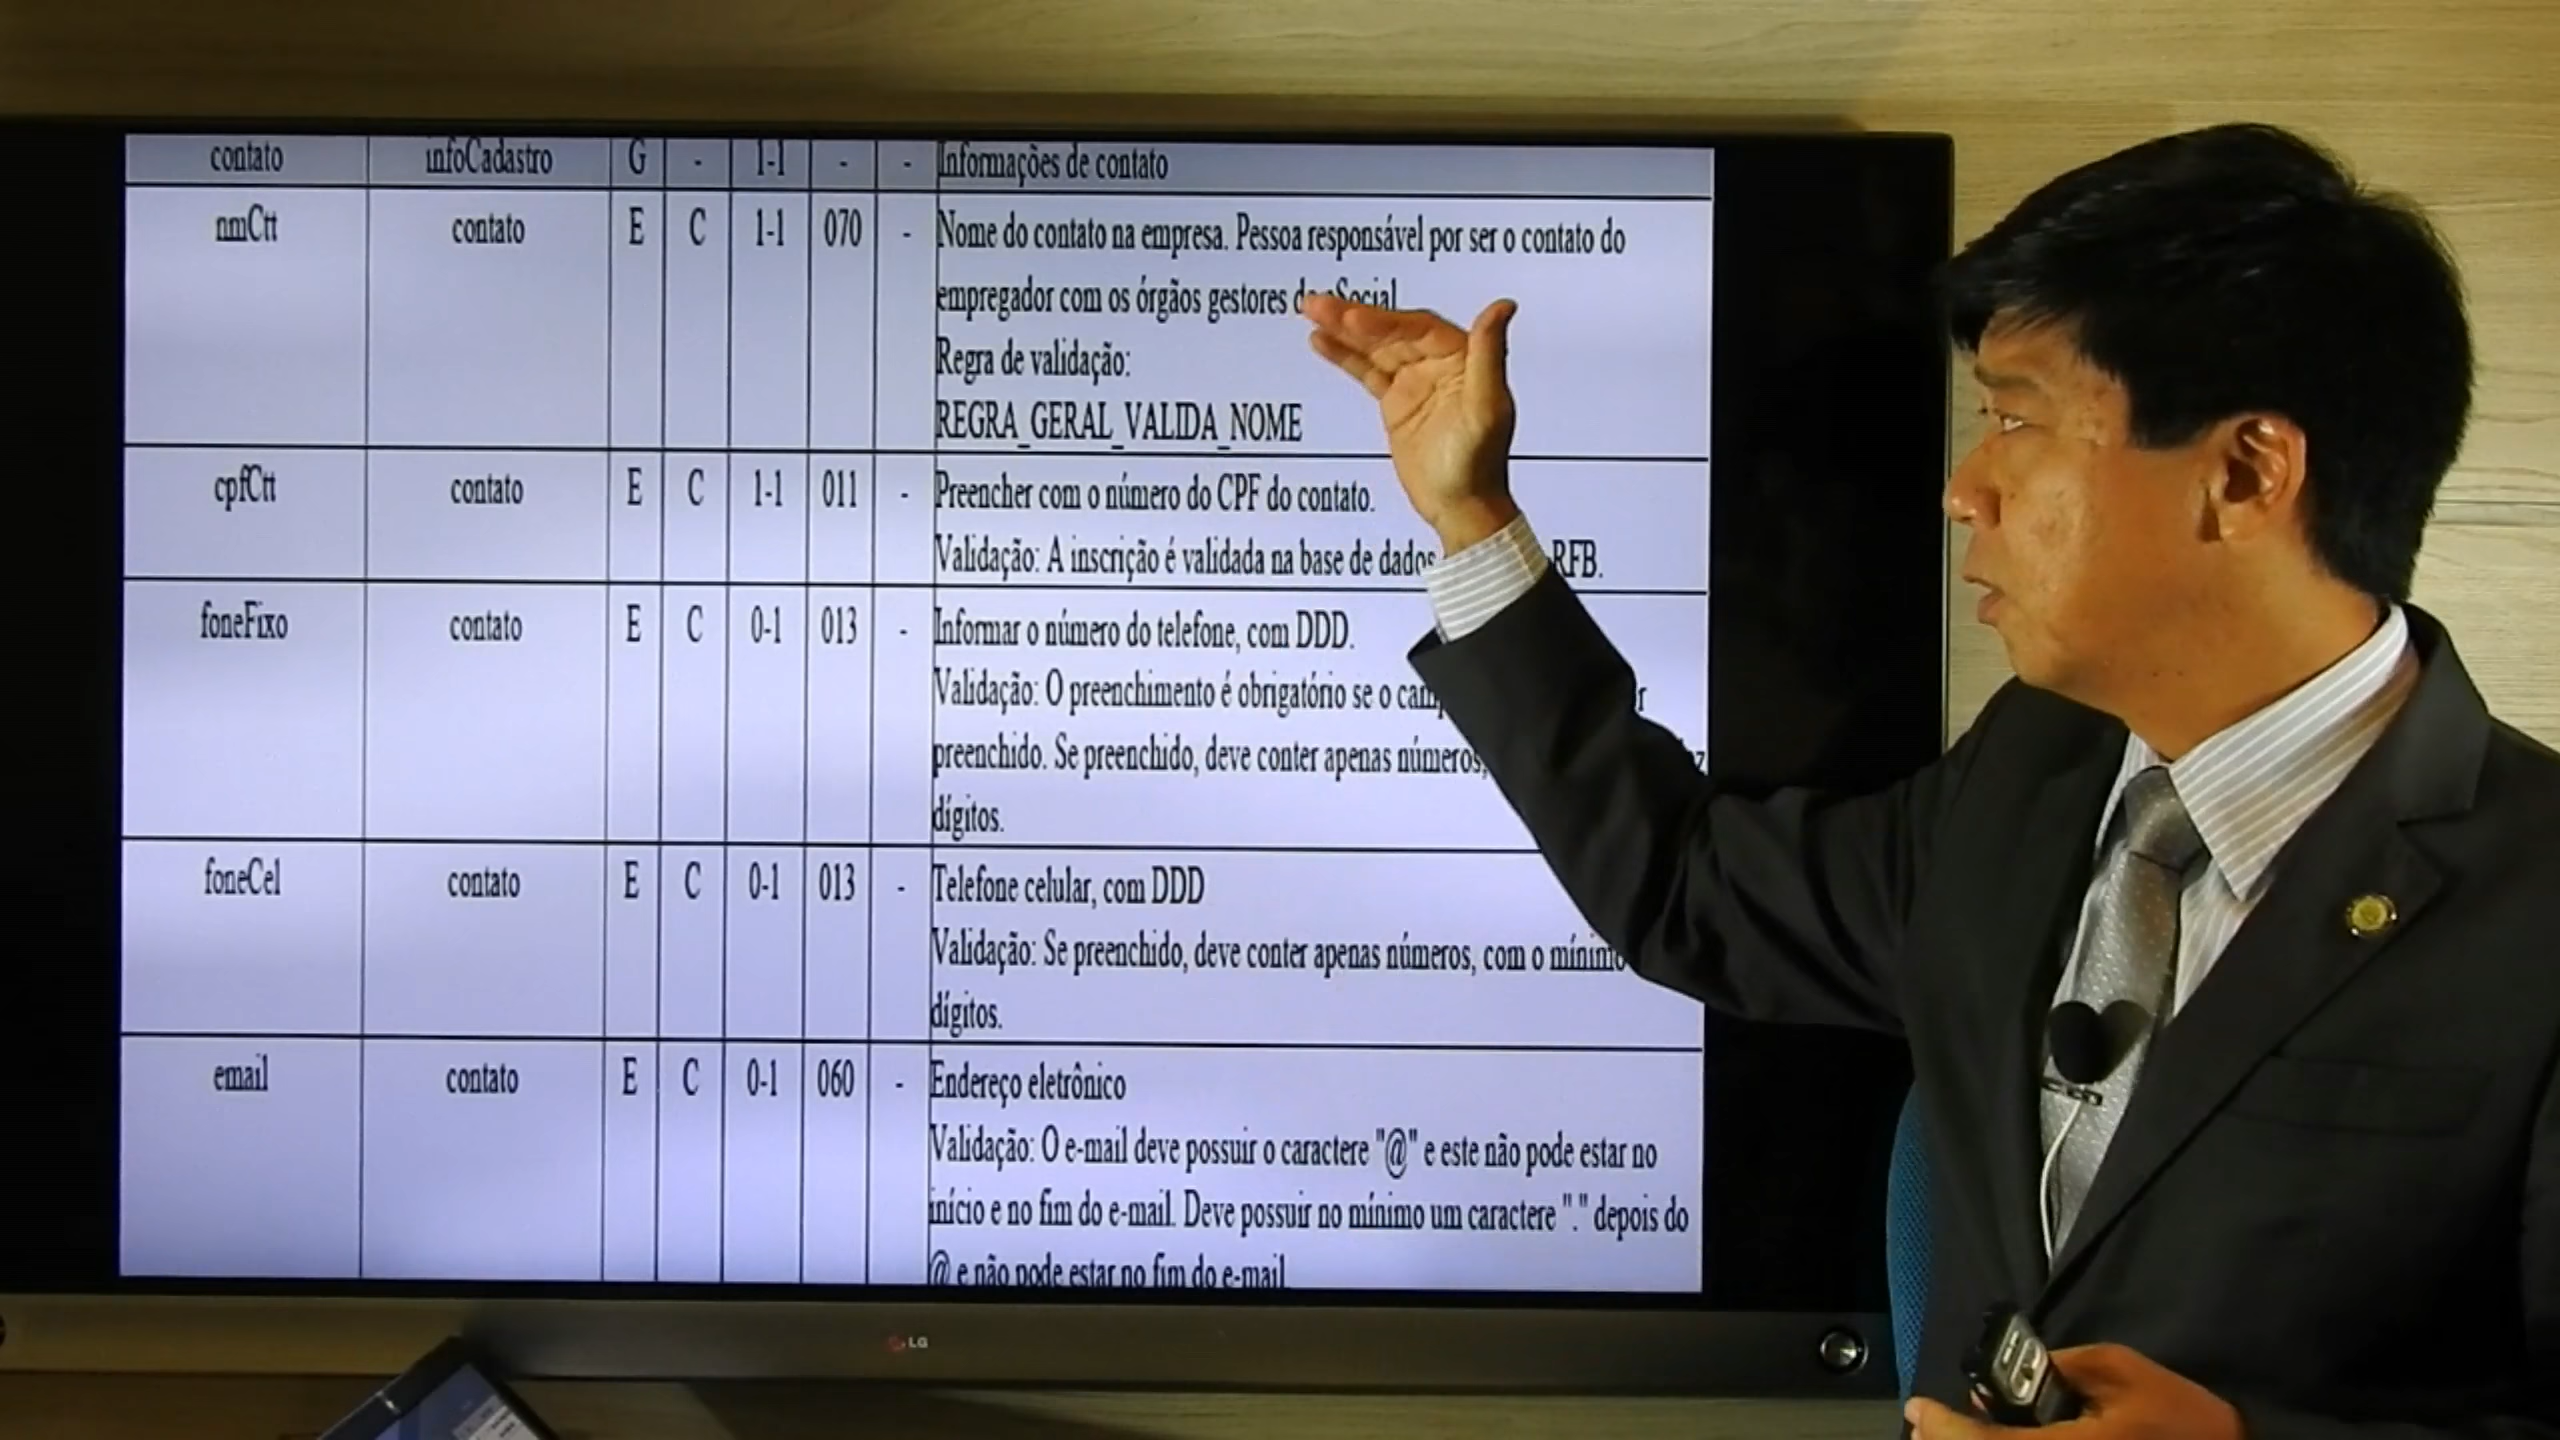 contato infoCadastro G - 1-1 - - Informações de contato
nmCtt contato E C 1-1 070 - Nome do contato na empresa. Pessoa responsável por ser o contato do
empregador com os órgãos gestores do eSocial
Regra de validação:
REGRA_GERAL_VALIDA_NOME
cpfCtt contato E C 1-1 011 - Preencher com o número do CPF do contato.
Validação: A inscrição é validada na base de dados RFB.
foneFixo contato E C 0-1 013 - Informar o número do telefone, com DDD.
Validação: O preenchimento é obrigatório se o
preenchido. Se preenchido, deve conter apenas números,
dígitos.
foneCel contato E C 0-1 013 - Telefone celular, com DDD
Validação: Se preenchido, deve conter apenas números, com o mínimo
dígitos.
email contato E C 0-1 060 - Endereço eletrônico
Validação: O e-mail deve possuir o caractere "@" e este não pode estar no
início e no fim do e-mail. Deve possuir no mínimo um caractere "." depois do
@ e não pode estar no fim do e-mail.
LG